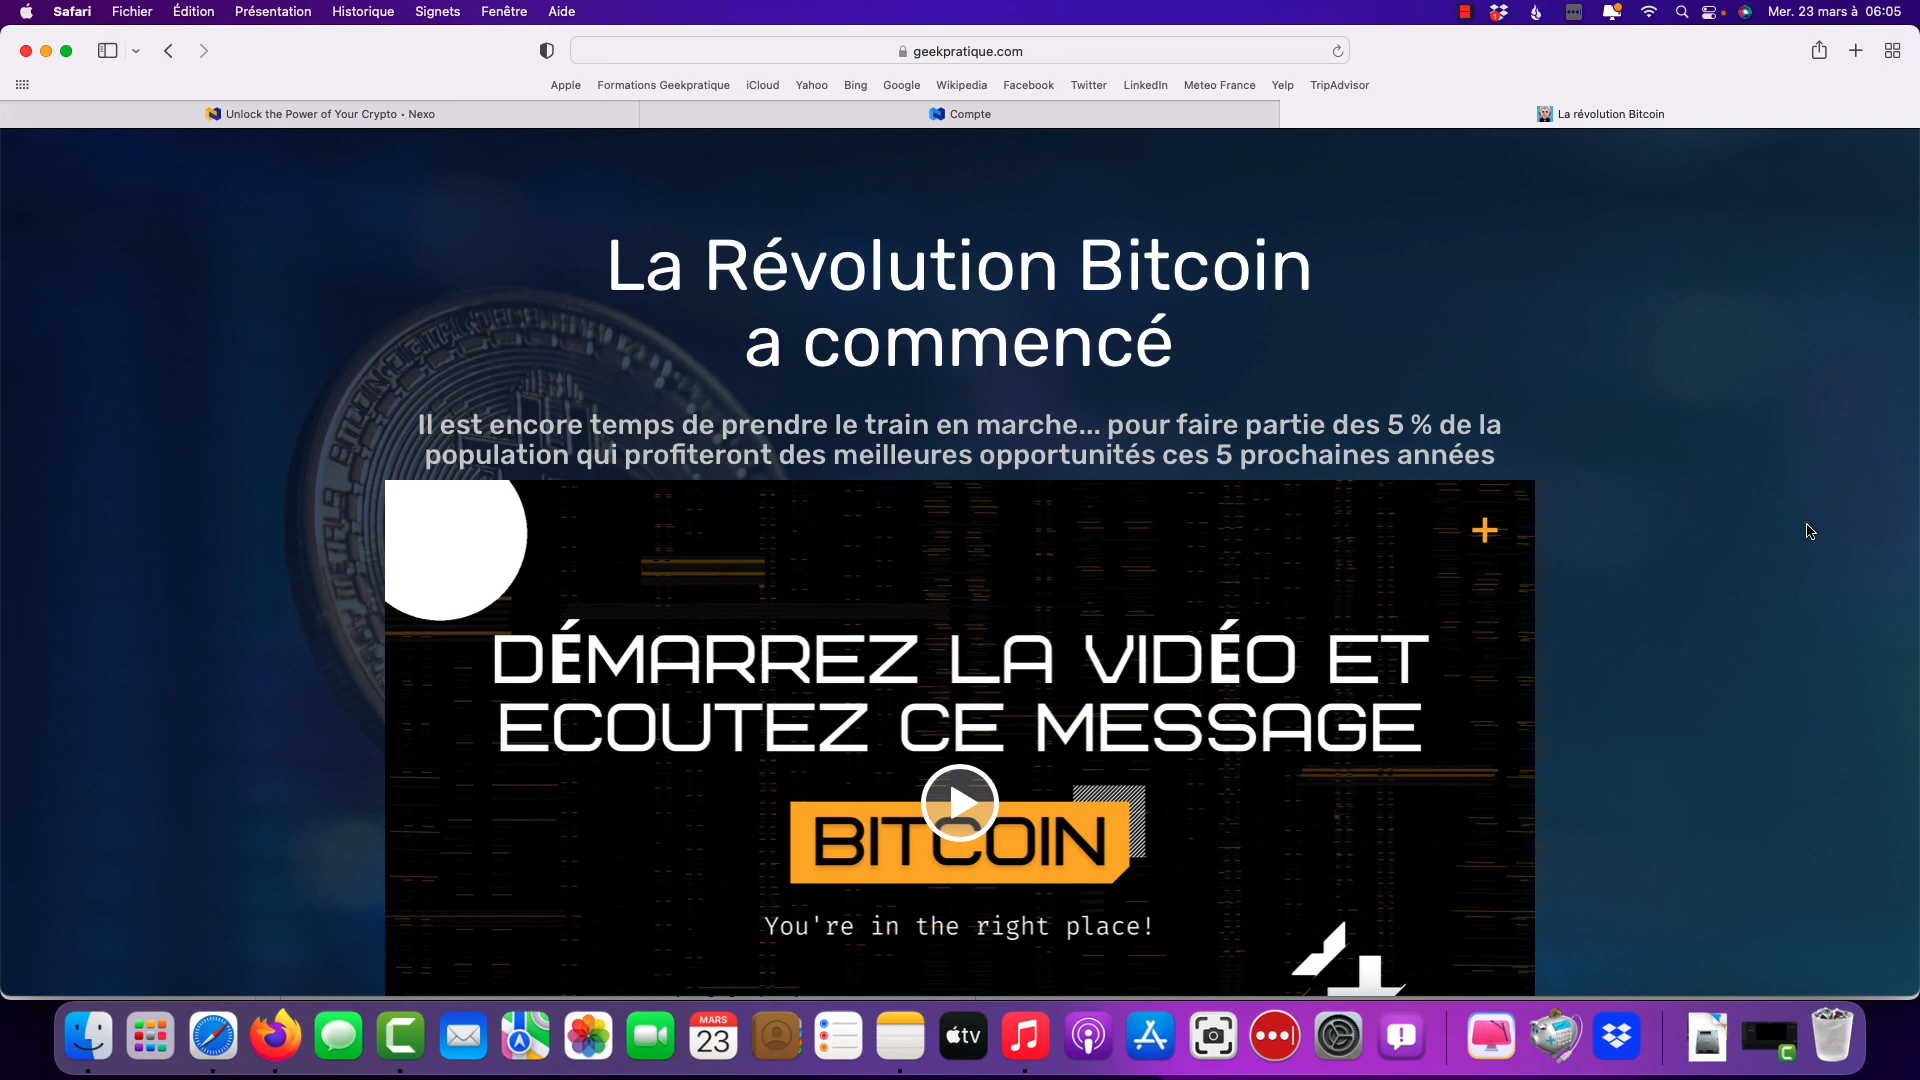 Safari Fichier Édition Présentation Historique Signets Fenêtre Aide
Mer. 23 mars à 06:05
geekpratique.com
Apple Formations Geekpratique iCloud Yahoo Bing Google Wikipedia Facebook Twitter LinkedIn Meteo France Yelp TripAdvisor
Unlock the Power of Your Crypto • Nexo
Compte
La révolution Bitcoin
La Révolution Bitcoin
a commencé
Il est encore temps de prendre le train en marche... pour faire partie des 5 % de la
population qui profiteront des meilleures opportunités ces 5 prochaines années
DÉMARREZ LA VIDÉO ET
ECOUTEZ CE MESSAGE
BITCOIN
You're in the right place!
MARS
23
tv